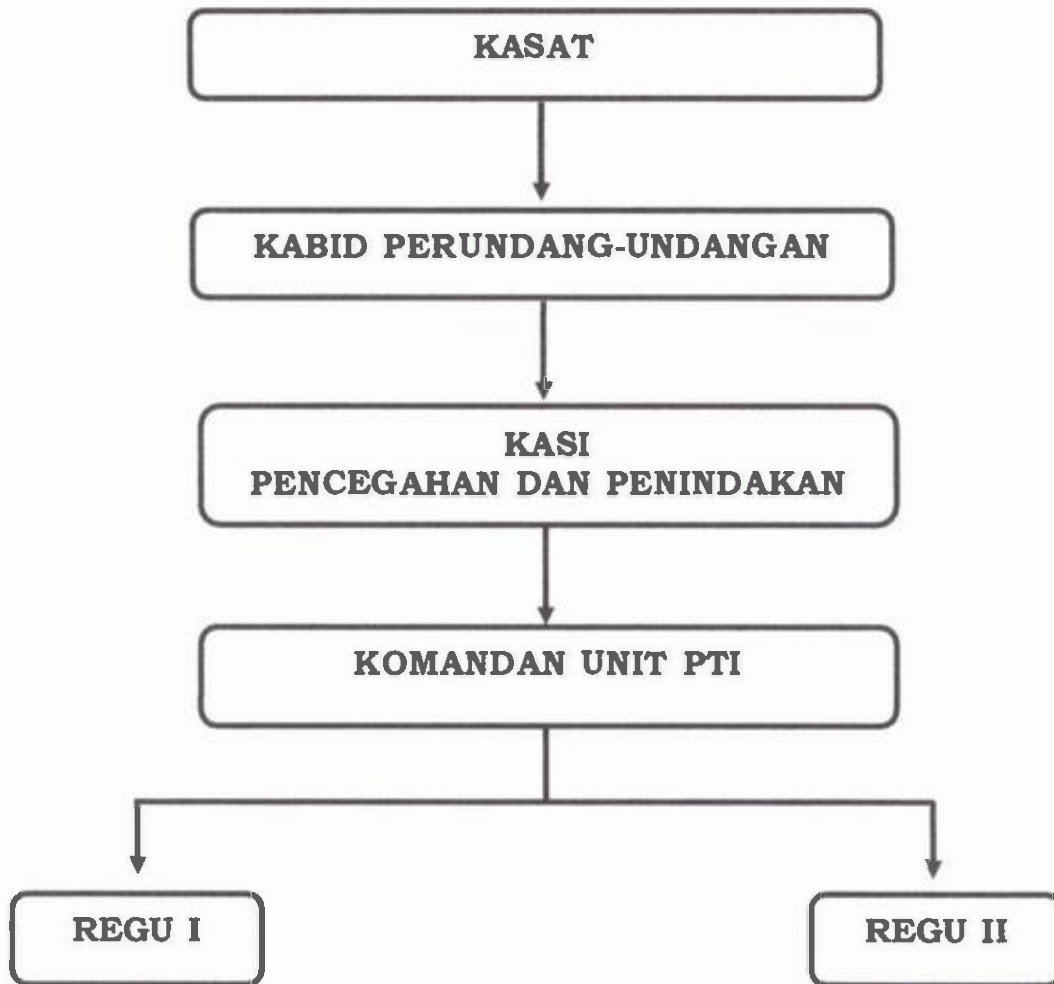 KASAT
KABID PERUNDANG-UNDANGAN
KASI
PENCEGAHAN DAN PENINDAKAN
KOMANDAN UNIT PTI
REGU I
REGU II